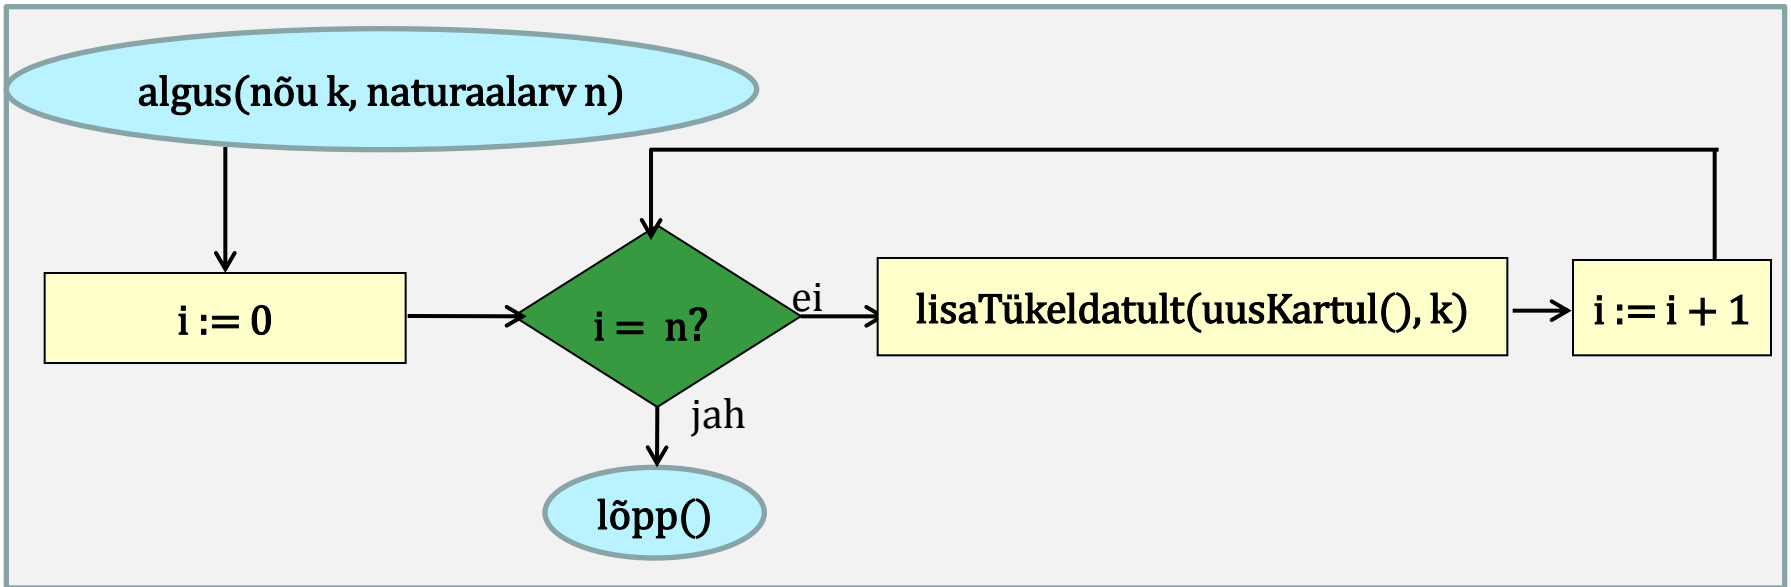 algus(nõu k, naturaalarv n)
i := 0
i = n?
ei
lisaTükeldatult(uusKartul(), k)
i := i + 1
jah
lõpp()